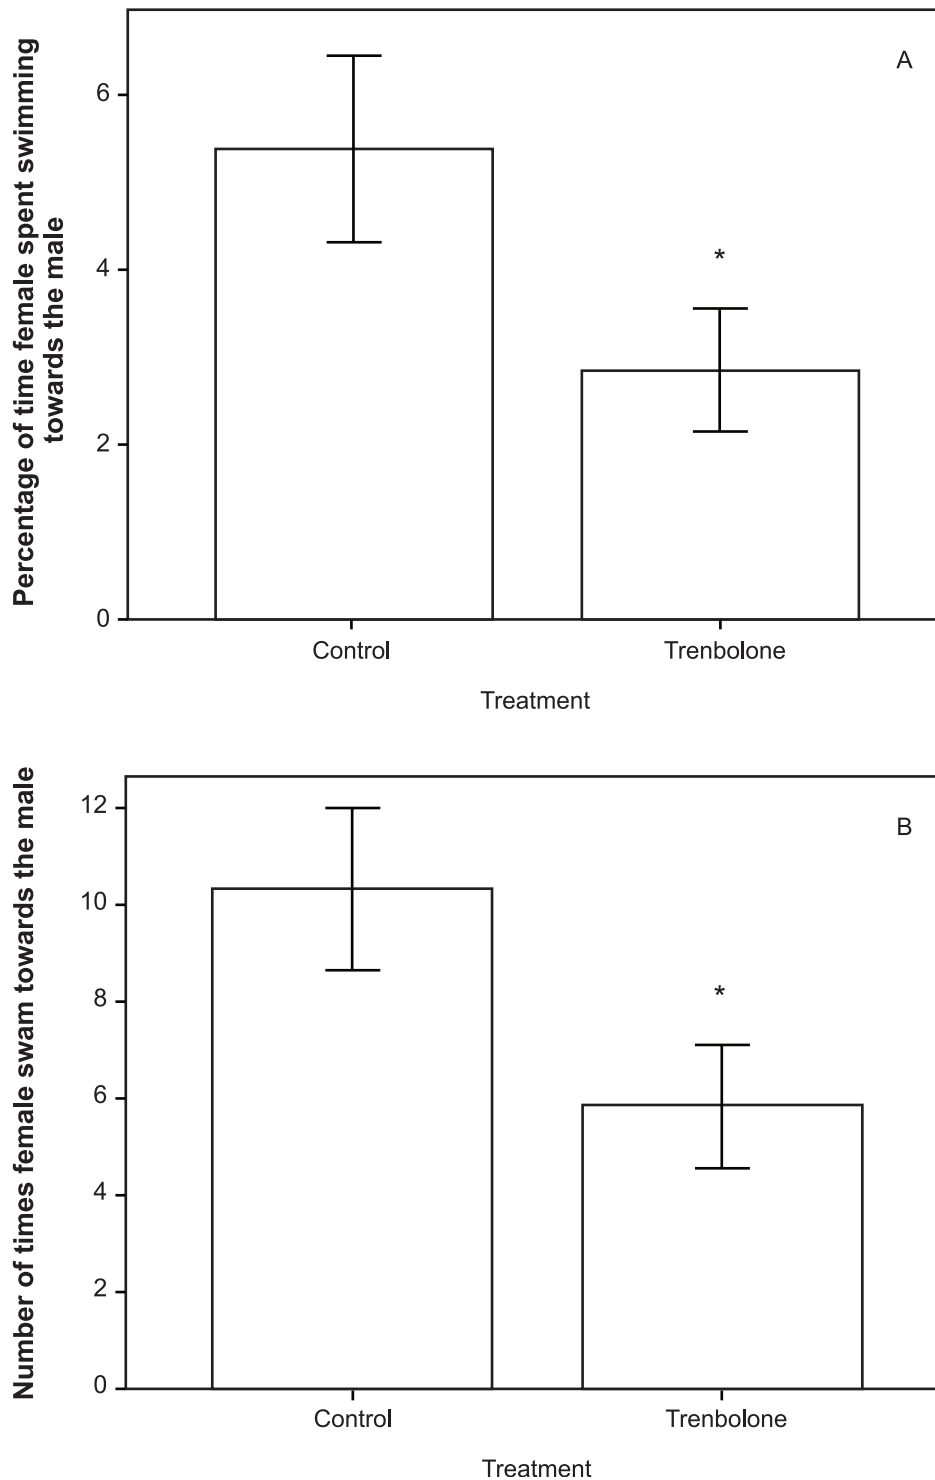 A
Percentage of time female spent swimming
towards the male
6
4
2
0
*
Control
Trenbolone
Treatment
B
Number of times female swam towards the male
12
10
8
6
4
2
0
*
Control
Trenbolone
Treatment